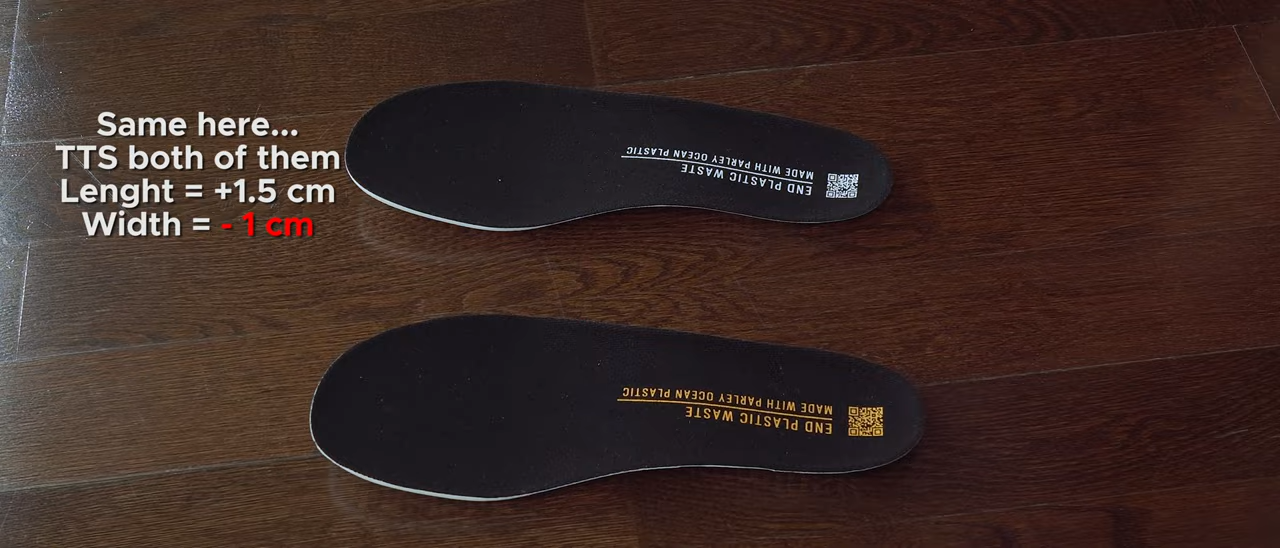 Same here...
TTS both of them
Lenght = +1.5 cm
Width = - 1 cm
END PLASTIC WASTE
MADE WITH PARLEY OCEAN PLASTIC
END PLASTIC WASTE
MADE WITH PARLEY OCEAN PLASTIC